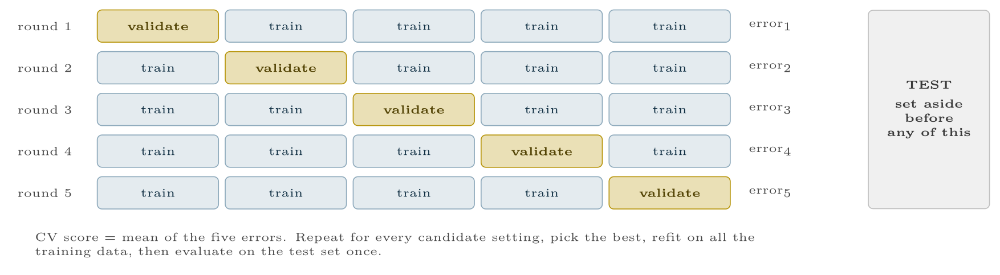 round 1 validate train train train train error₁
round 2 train validate train train train error₂
round 3 train train validate train train error₃
round 4 train train train validate train error₄
round 5 train train train train validate error₅
TEST
set aside
before
any of this
CV score = mean of the five errors. Repeat for every candidate setting, pick the best, refit on all the
training data, then evaluate on the test set once.